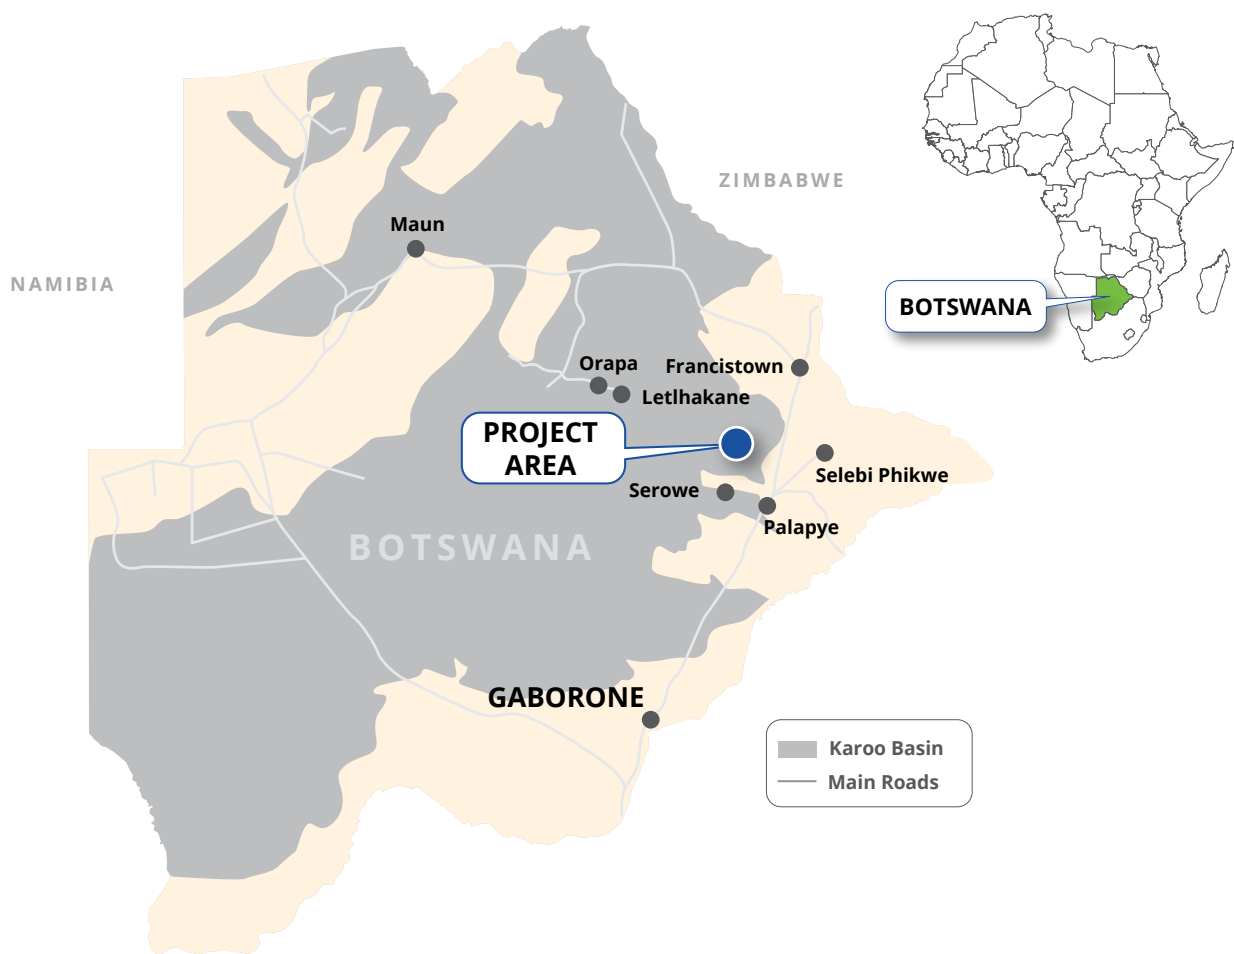 ZIMBABWE
Maun
NAMIBIA
BOTSWANA
Orapa
Francistown
Letlhakane
PROJECT
AREA
Selebi Phikwe
Serowe
Palapye
BOTSWANA
GABORONE
Karoo Basin
Main Roads